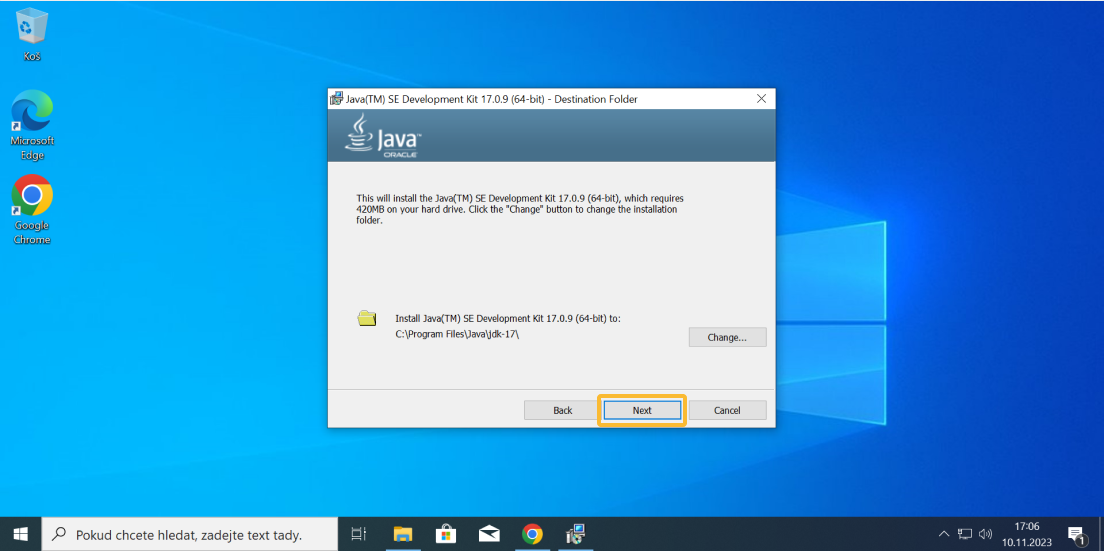 Koš
Microsoft
Edge
Google
Chrome
Java(TM) SE Development Kit 17.0.9 (64-bit) - Destination Folder
Java™
ORACLE
This will install the Java(TM) SE Development Kit 17.0.9 (64-bit), which requires
420MB on your hard drive. Click the "Change" button to change the installation
folder.
Install Java(TM) SE Development Kit 17.0.9 (64-bit) to:
C:\Program Files\Java\jdk-17\
Change...
Back
Next
Cancel
Pokud chcete hledat, zadejte text tady.
17:06
10.11.2023
1